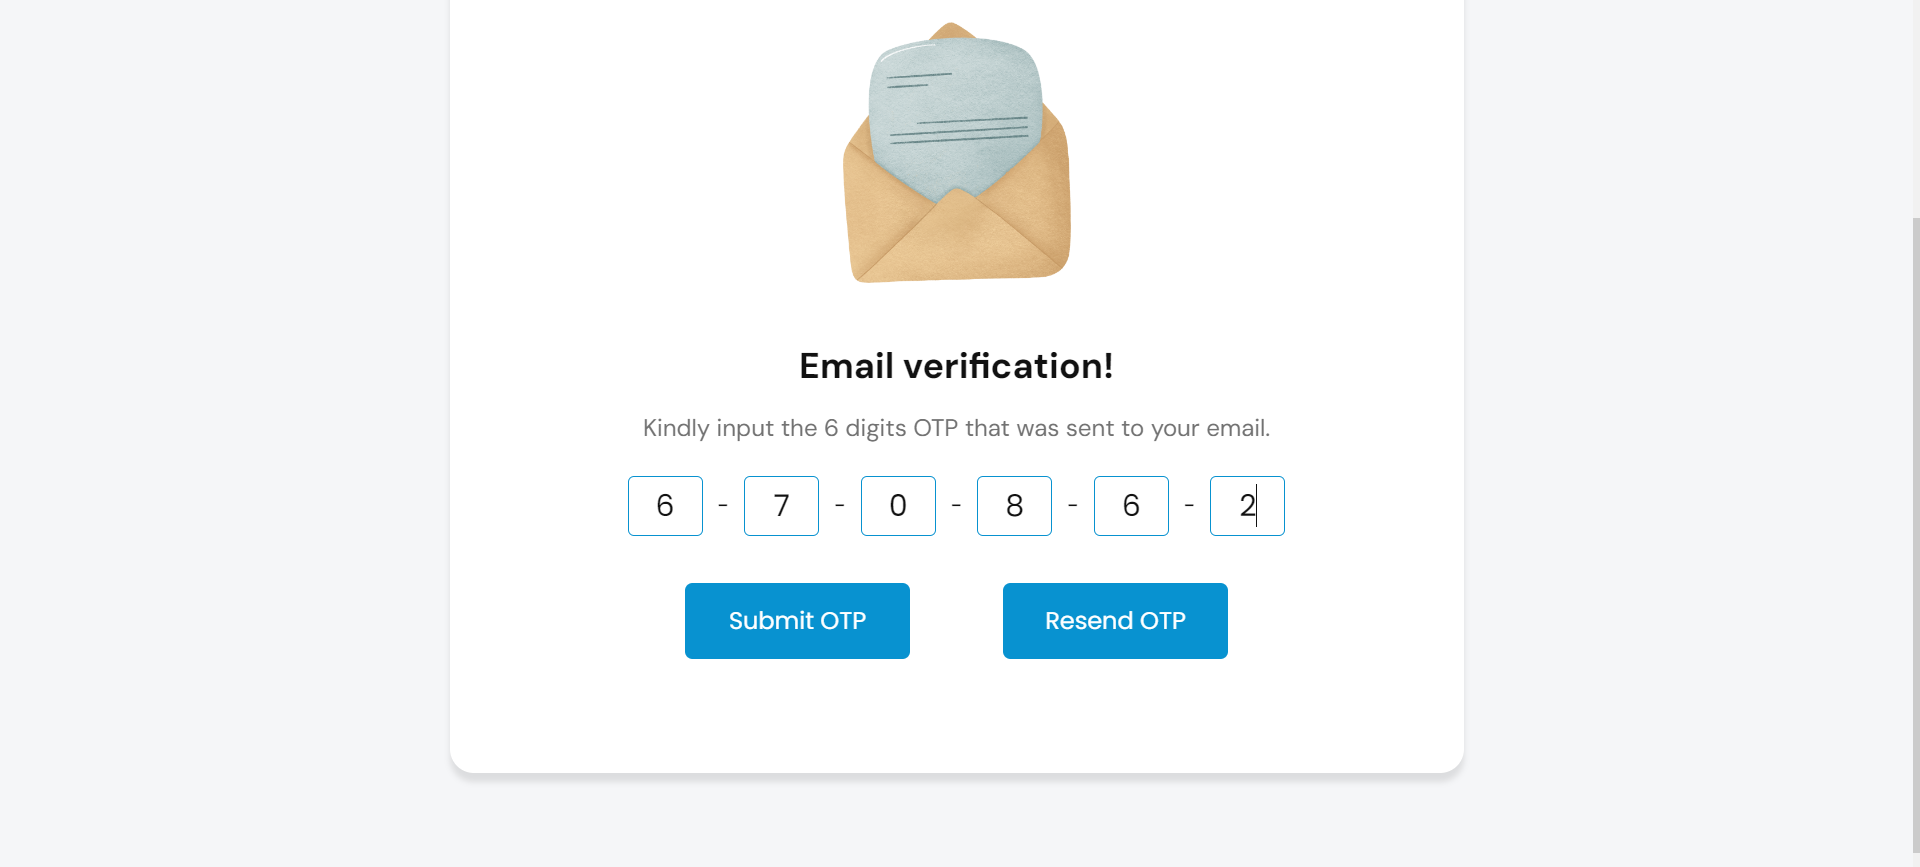 Email verification!
Kindly input the 6 digits OTP that was sent to your email.
6 - 7 - 0 - 8 - 6 - 2
Submit OTP Resend OTP